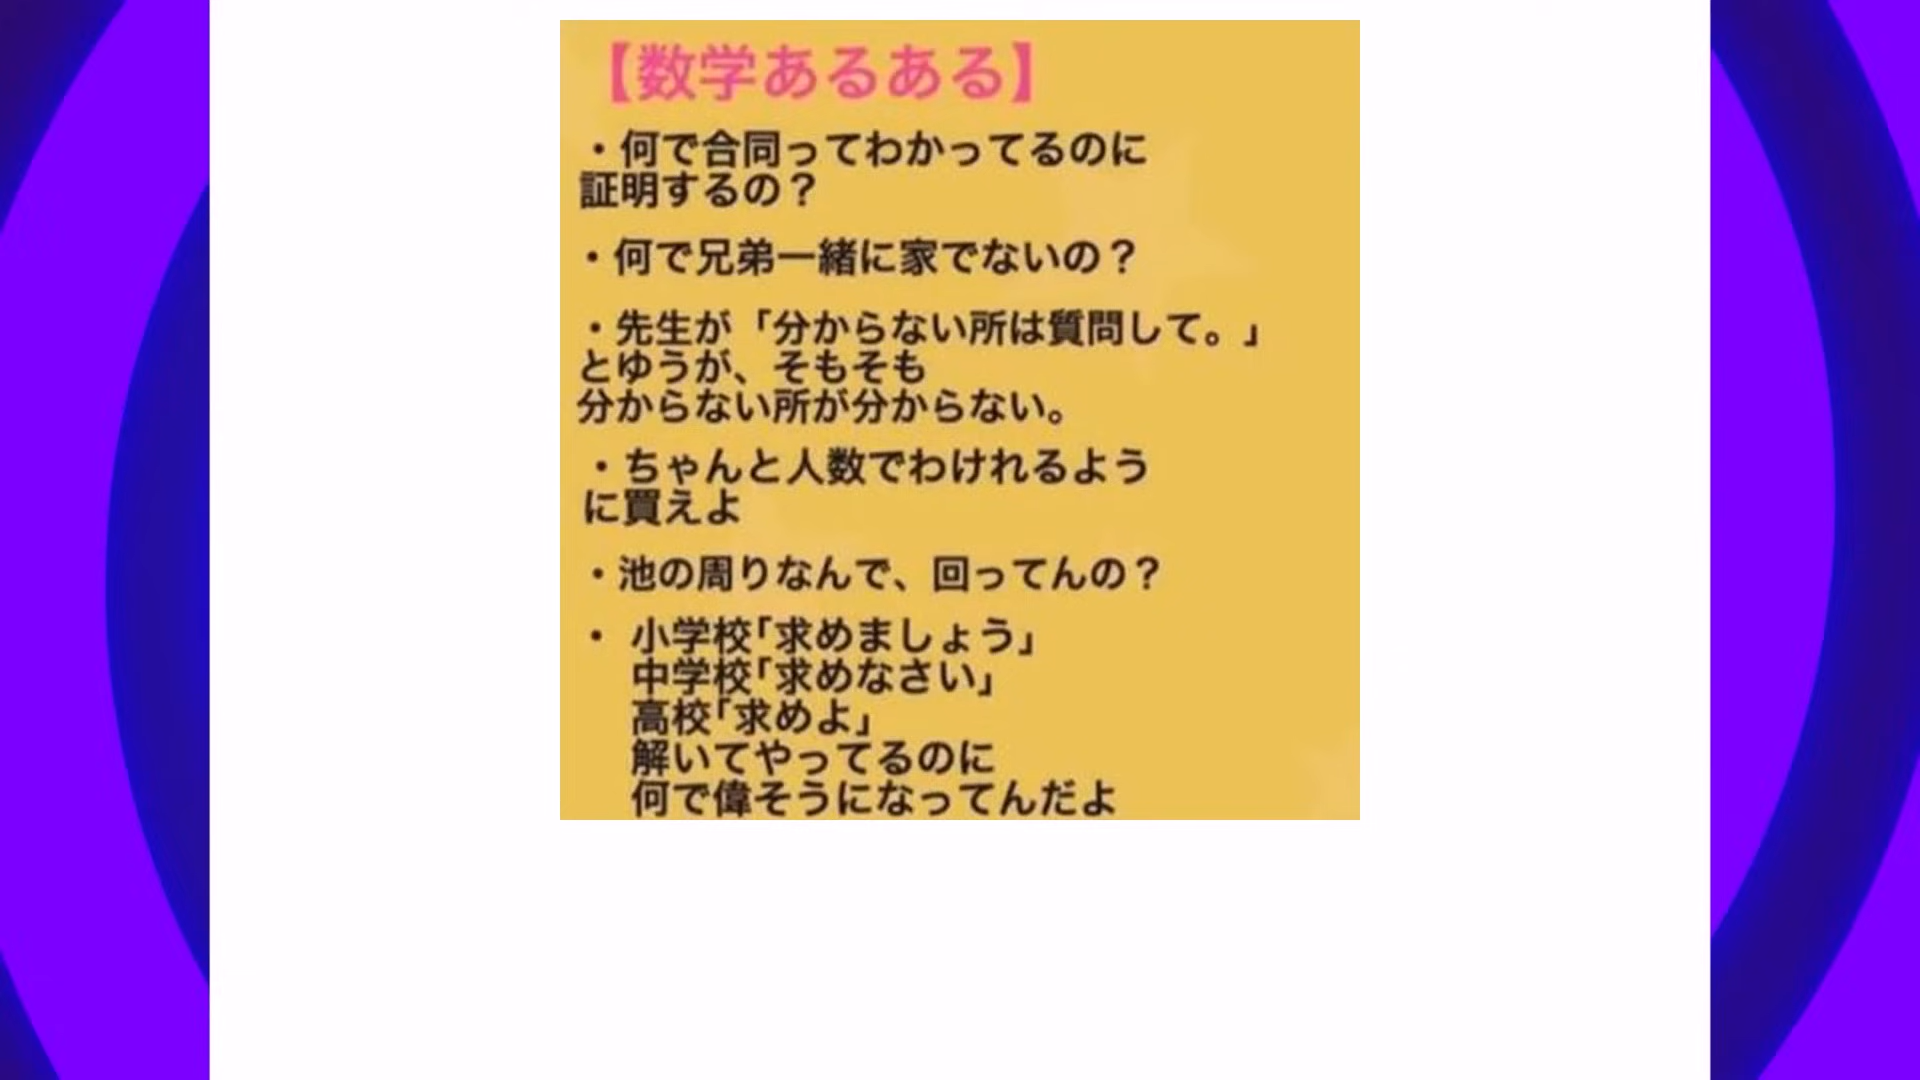 【数学あるある】
・何で合同ってわかってるのに
証明するの？
・何で兄弟一緒に家でないの？
・先生が「分からない所は質問して。」
とゆうが、そもそも
分からない所が分からない。
・ちゃんと人数でわけれるよう
に買えよ
・池の周りなんで、回ってんの？
・ 小学校｢求めましょう｣
中学校｢求めなさい｣
高校｢求めよ｣
解いてやってるのに
何で偉そうになってんだよ